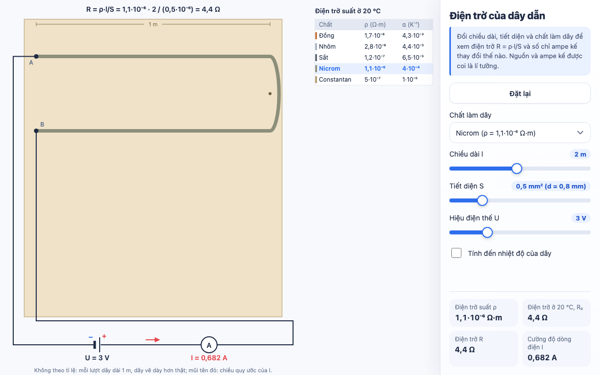 R = ρ·l/S = 1,1·10⁻⁶ · 2 / (0,5·10⁻⁶) = 4,4 Ω
1 m
A
B
− +
U = 3 V
A
I = 0,682 A
Không theo tỉ lệ: mỗi lượt dây dài 1 m, dây vẽ dày hơn thật; mũi tên đỏ: chiều quy ước của I.
Điện trở suất ở 20 °C
Chất ρ (Ω·m) α (K⁻¹)
Đồng 1,7·10⁻⁸ 4,3·10⁻³
Nhôm 2,8·10⁻⁸ 4,4·10⁻³
Sắt 1,2·10⁻⁷ 6,5·10⁻³
Nicrom 1,1·10⁻⁶ 4·10⁻⁴
Constantan 5·10⁻⁷ 1·10⁻⁵
Điện trở của dây dẫn
Đổi chiều dài, tiết diện và chất làm dây để
xem điện trở R = ρ·l/S và số chỉ ampe kế
thay đổi thế nào. Nguồn và ampe kế được
coi là lí tưởng.
Đặt lại
Chất làm dây
Nicrom (ρ = 1,1·10⁻⁶ Ω·m)
Chiều dài l 2 m
Tiết diện S 0,5 mm² (d = 0,8 mm)
Hiệu điện thế U 3 V
Tính đến nhiệt độ của dây
Điện trở suất ρ
1,1·10⁻⁶ Ω·m
Điện trở ở 20 °C, R₀
4,4 Ω
Điện trở R
4,4 Ω
Cường độ dòng
điện I
0,682 A